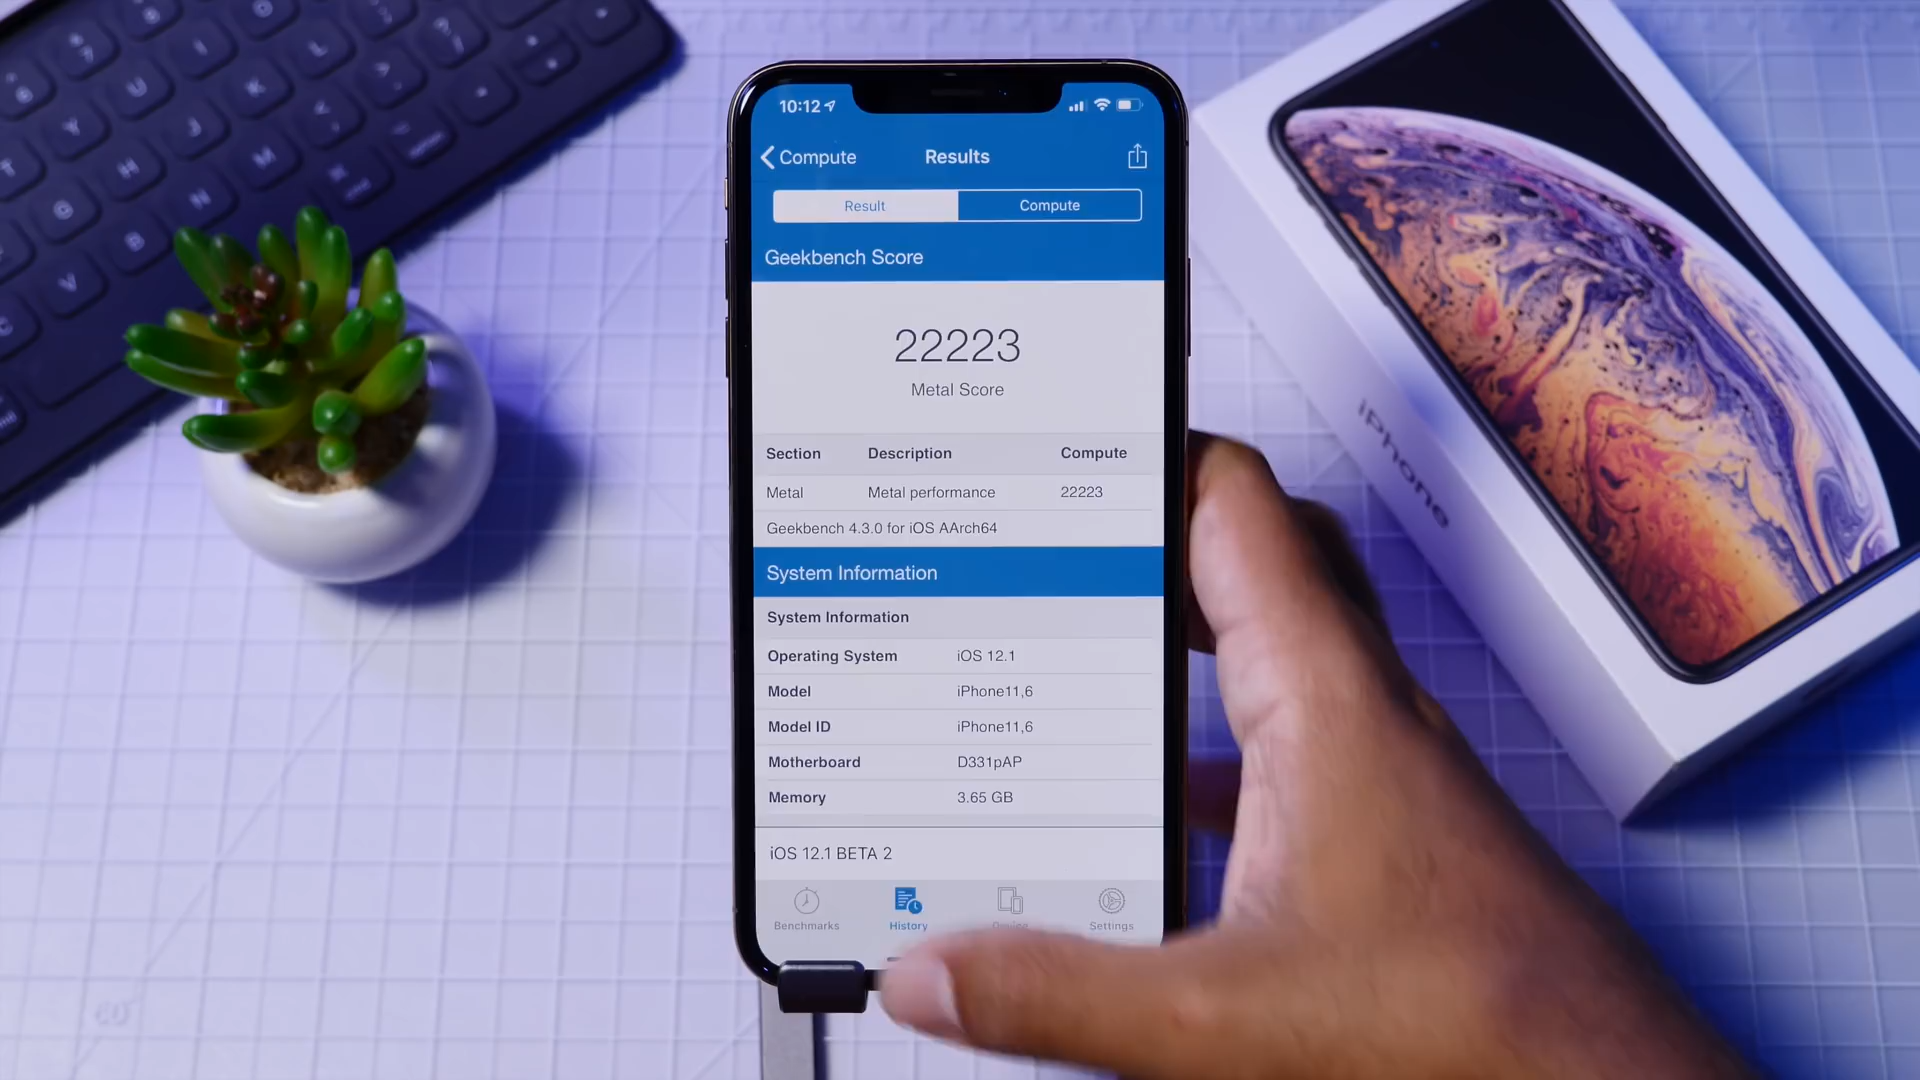 10:12
Compute
Results
Result
Compute
Geekbench Score
22223
Metal Score
Section Description Compute
Metal Metal performance 22223
Geekbench 4.3.0 for iOS AArch64
System Information
System Information
Operating System iOS 12.1
Model iPhone11,6
Model ID iPhone11,6
Motherboard D331pAP
Memory 3.65 GB
iOS 12.1 BETA 2
Benchmarks
History
Settings
iPhone